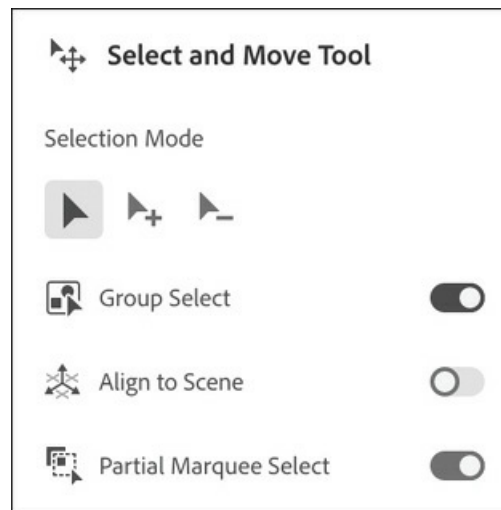 Select and Move Tool
Selection Mode
Group Select
Align to Scene
Partial Marquee Select